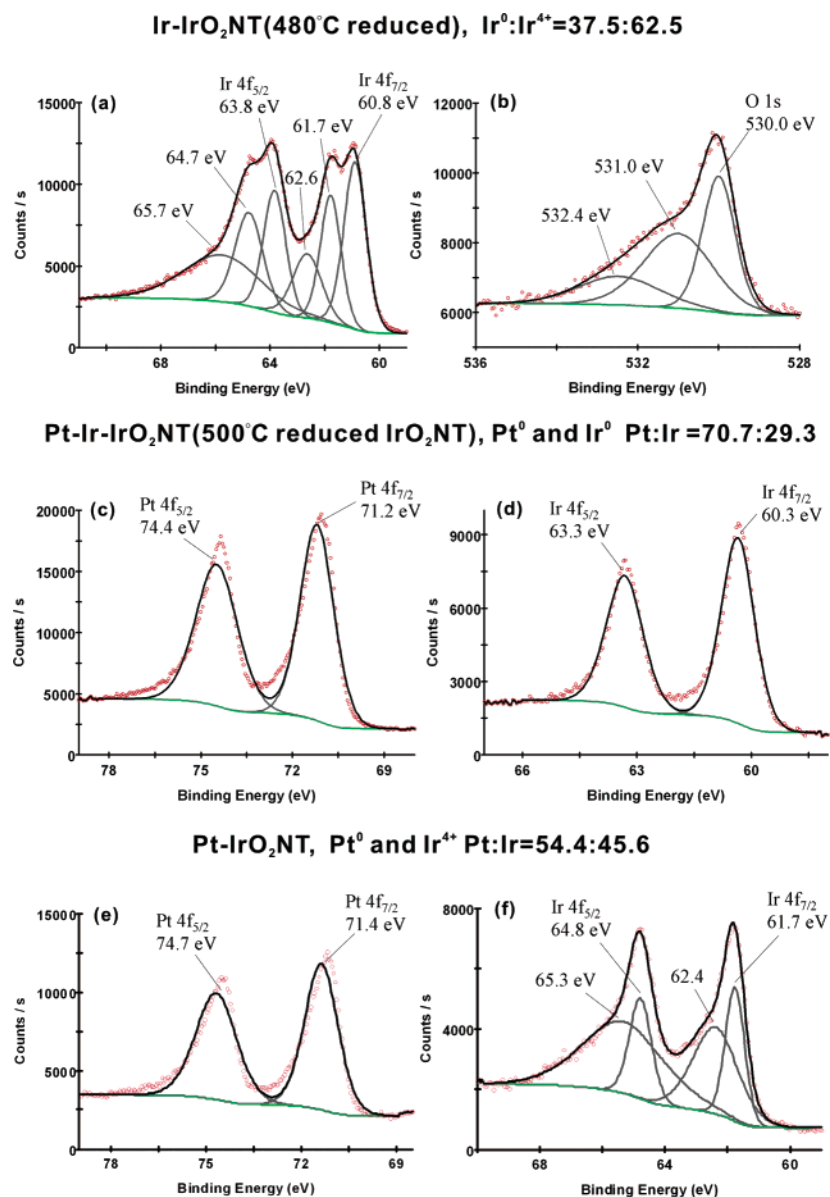 Ir-IrO₂NT(480°C reduced), Ir⁰:Ir⁴⁺=37.5:62.5
(a)
Ir 4f₅/₂
63.8 eV
Ir 4f₇/₂
60.8 eV
61.7 eV
64.7 eV
62.6
65.7 eV
15000
10000
5000
0
Counts / s
68
64
60
Binding Energy (eV)
(b)
O 1s
530.0 eV
531.0 eV
532.4 eV
12000
10000
8000
6000
Counts / s
536
532
528
Binding Energy (eV)
Pt-Ir-IrO₂NT(500°C reduced IrO₂NT), Pt⁰ and Ir⁰ Pt:Ir =70.7:29.3
(c)
Pt 4f₅/₂
74.4 eV
Pt 4f₇/₂
71.2 eV
20000
15000
10000
5000
0
Counts / s
78
75
72
69
Binding Energy (eV)
(d)
Ir 4f₅/₂
63.3 eV
Ir 4f₇/₂
60.3 eV
9000
6000
3000
0
Counts / s
66
63
60
Binding Energy (eV)
Pt-IrO₂NT, Pt⁰ and Ir⁴⁺ Pt:Ir=54.4:45.6
(e)
Pt 4f₅/₂
74.7 eV
Pt 4f₇/₂
71.4 eV
15000
10000
5000
0
Counts / s
78
75
72
69
Binding Energy (eV)
(f)
Ir 4f₅/₂
64.8 eV
Ir 4f₇/₂
61.7 eV
65.3 eV
62.4
8000
4000
0
Counts / s
68
64
60
Binding Energy (eV)